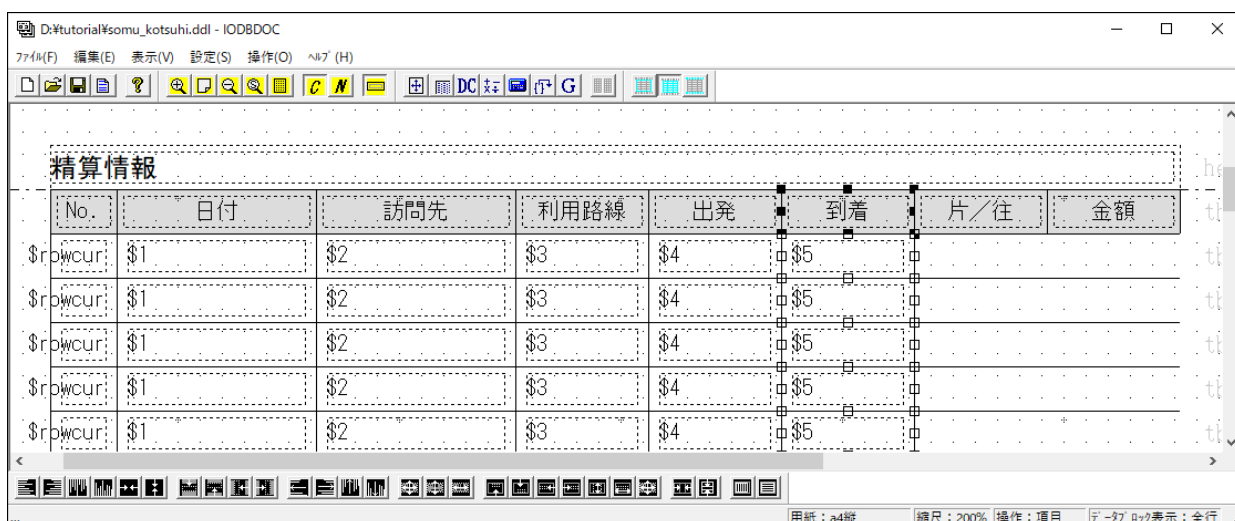 D:¥tutorial¥somu_kotsuhi.ddl - IODBDOC
ﾌｧｲﾙ(F) 編集(E) 表示(V) 設定(S) 操作(O) ﾍﾙﾌﾟ(H)
C N DC G
精算情報
No. 日付 訪問先 利用路線 出発 到着 片／往 金額
$rowcur $1 $2 $3 $4 $5
$rowcur $1 $2 $3 $4 $5
$rowcur $1 $2 $3 $4 $5
$rowcur $1 $2 $3 $4 $5
$rowcur $1 $2 $3 $4 $5
用紙：a4縦 縮尺：200% 操作：項目 ﾃﾞｰﾀﾌﾞﾛｯｸ表示：全行